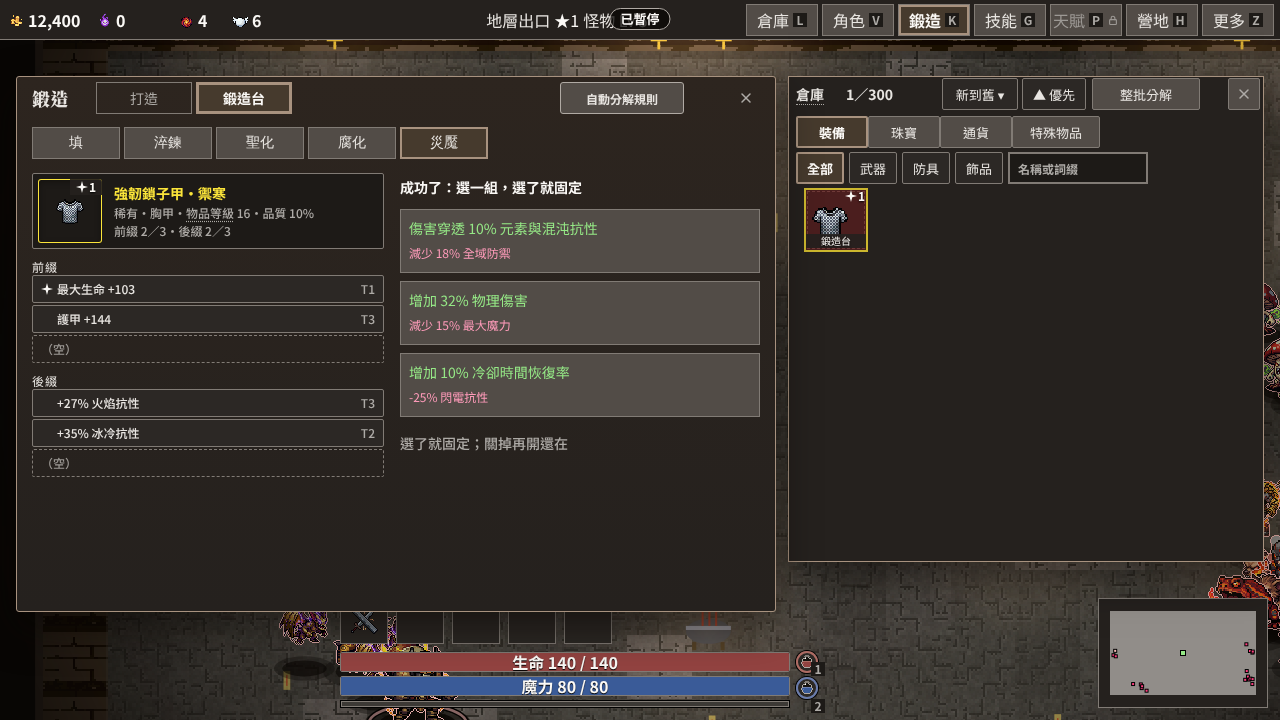 12,400
0
4
6
地層出口 ★1 怪物
已暫停
倉庫 L
角色 V
鍛造 K
技能 G
天賦 P
營地 H
更多 Z
鍛造
打造
鍛造台
自動分解規則
×
填
淬鍊
聖化
腐化
災魘
1
強韌鎖子甲・禦寒
稀有・胸甲・物品等級 16・品質 10%
前綴 2／3・後綴 2／3
前綴
最大生命 +103 T1
護甲 +144 T3
（空）
後綴
+27% 火焰抗性 T3
+35% 冰冷抗性 T2
（空）
成功了：選一組，選了就固定
傷害穿透 10% 元素與混沌抗性
減少 18% 全域防禦
增加 32% 物理傷害
減少 15% 最大魔力
增加 10% 冷卻時間恢復率
-25% 閃電抗性
選了就固定；關掉再開還在
倉庫
1／300
新到舊 ▾
▲優先
整批分解
×
裝備
珠寶
通貨
特殊物品
全部
武器
防具
飾品
名稱或詞綴
1
鍛造台
生命 140 / 140
1
魔力 80 / 80
2